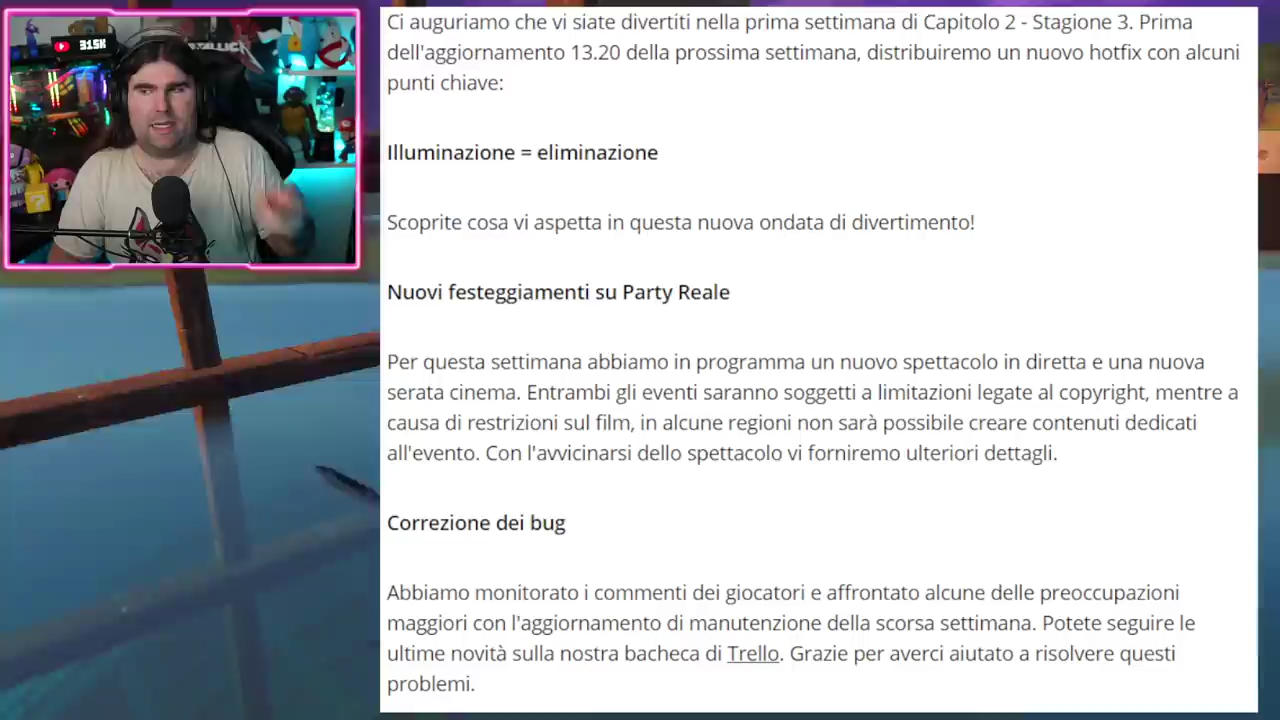 315K
METALLICA
Ci auguriamo che vi siate divertiti nella prima settimana di Capitolo 2 - Stagione 3. Prima
dell'aggiornamento 13.20 della prossima settimana, distribuiremo un nuovo hotfix con alcuni
punti chiave:
Illuminazione = eliminazione
Scoprite cosa vi aspetta in questa nuova ondata di divertimento!
Nuovi festeggiamenti su Party Reale
Per questa settimana abbiamo in programma un nuovo spettacolo in diretta e una nuova
serata cinema. Entrambi gli eventi saranno soggetti a limitazioni legate al copyright, mentre a
causa di restrizioni sul film, in alcune regioni non sarà possibile creare contenuti dedicati
all'evento. Con l'avvicinarsi dello spettacolo vi forniremo ulteriori dettagli.
Correzione dei bug
Abbiamo monitorato i commenti dei giocatori e affrontato alcune delle preoccupazioni
maggiori con l'aggiornamento di manutenzione della scorsa settimana. Potete seguire le
ultime novità sulla nostra bacheca di Trello. Grazie per averci aiutato a risolvere questi
problemi.